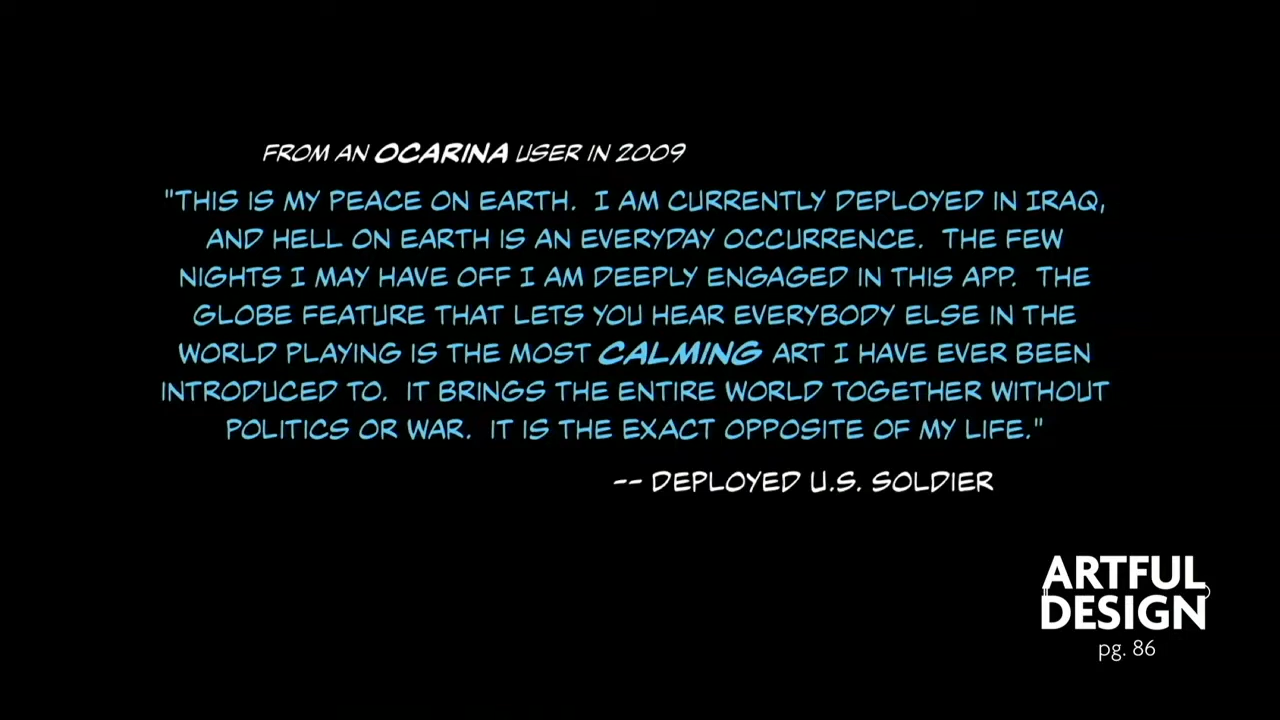 FROM AN OCARINA USER IN 2009
"THIS IS MY PEACE ON EARTH. I AM CURRENTLY DEPLOYED IN IRAQ,
AND HELL ON EARTH IS AN EVERYDAY OCCURRENCE. THE FEW
NIGHTS I MAY HAVE OFF I AM DEEPLY ENGAGED IN THIS APP. THE
GLOBE FEATURE THAT LETS YOU HEAR EVERYBODY ELSE IN THE
WORLD PLAYING IS THE MOST CALMING ART I HAVE EVER BEEN
INTRODUCED TO. IT BRINGS THE ENTIRE WORLD TOGETHER WITHOUT
POLITICS OR WAR. IT IS THE EXACT OPPOSITE OF MY LIFE."
-- DEPLOYED U.S. SOLDIER
ARTFUL
DESIGN
pg. 86